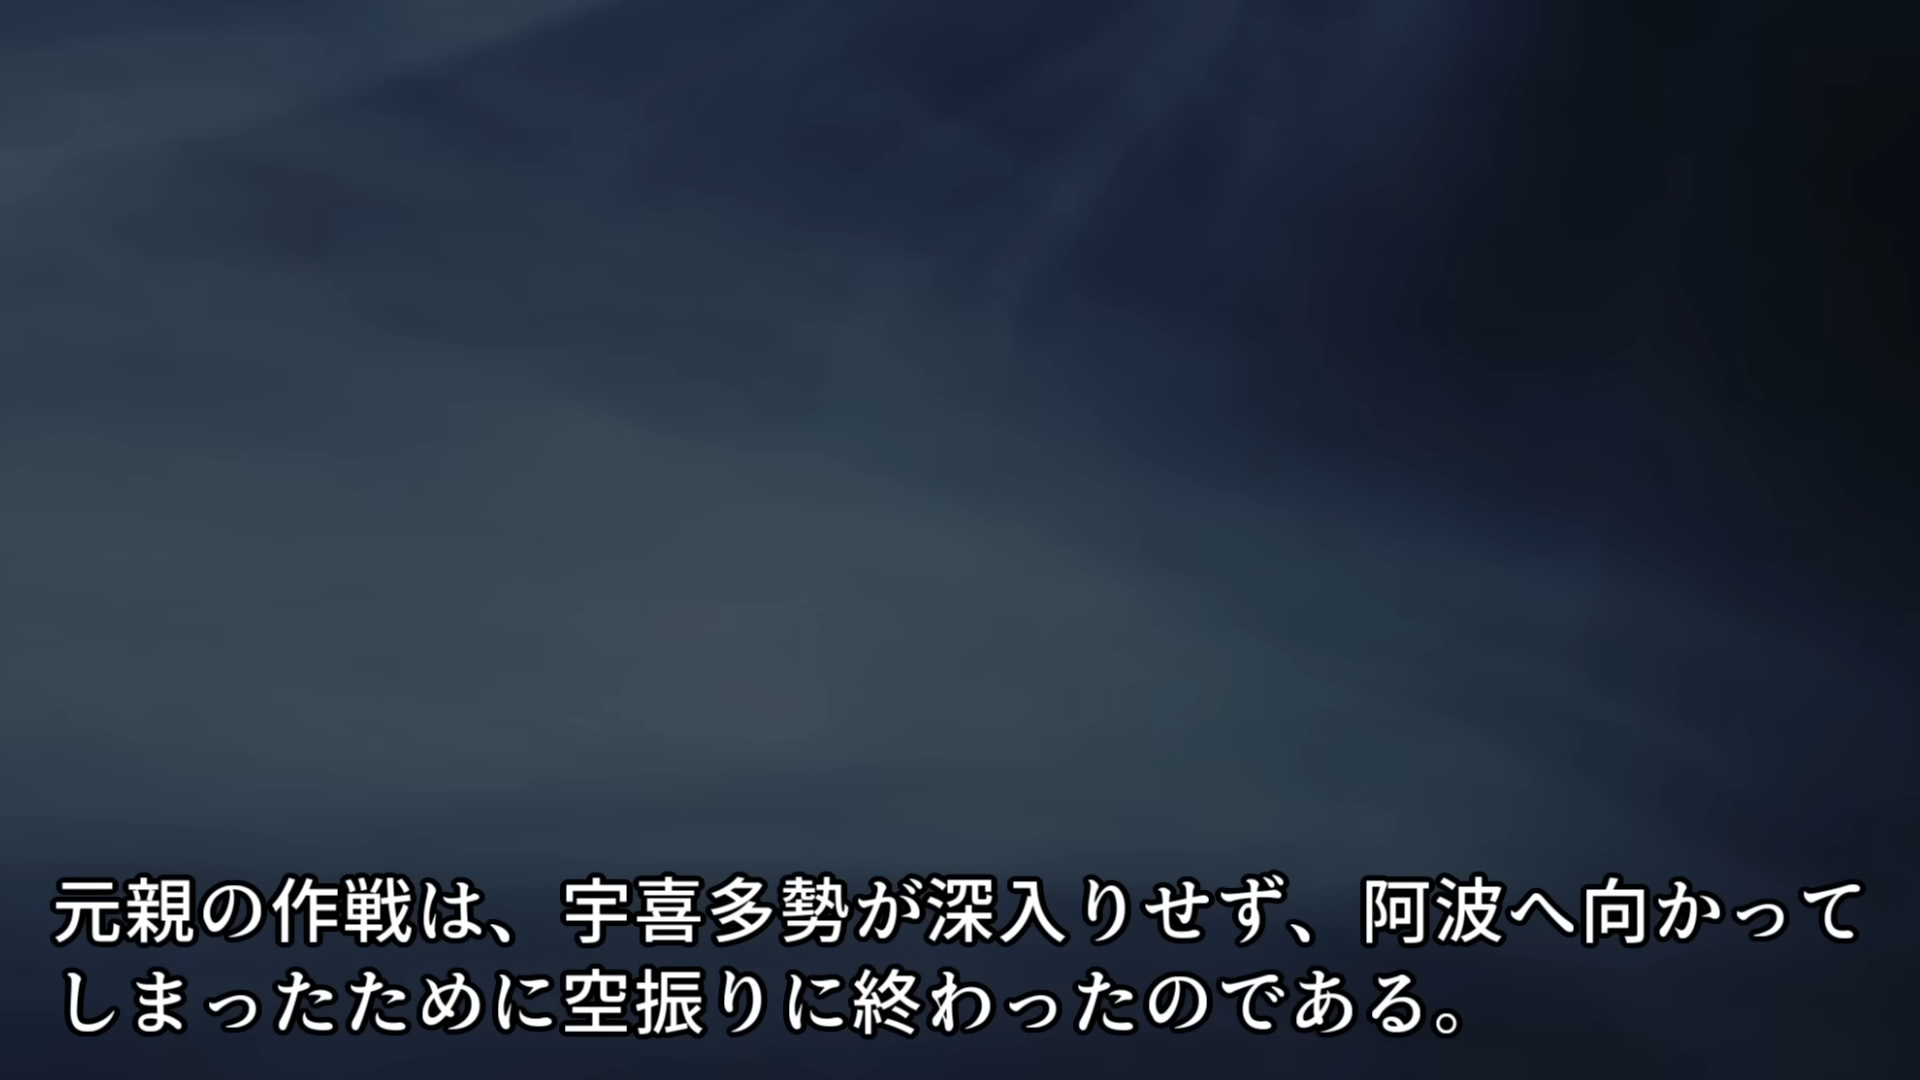 元親の作戦は、宇喜多勢が深入りせず、阿波へ向かって
しまったために空振りに終わったのである。